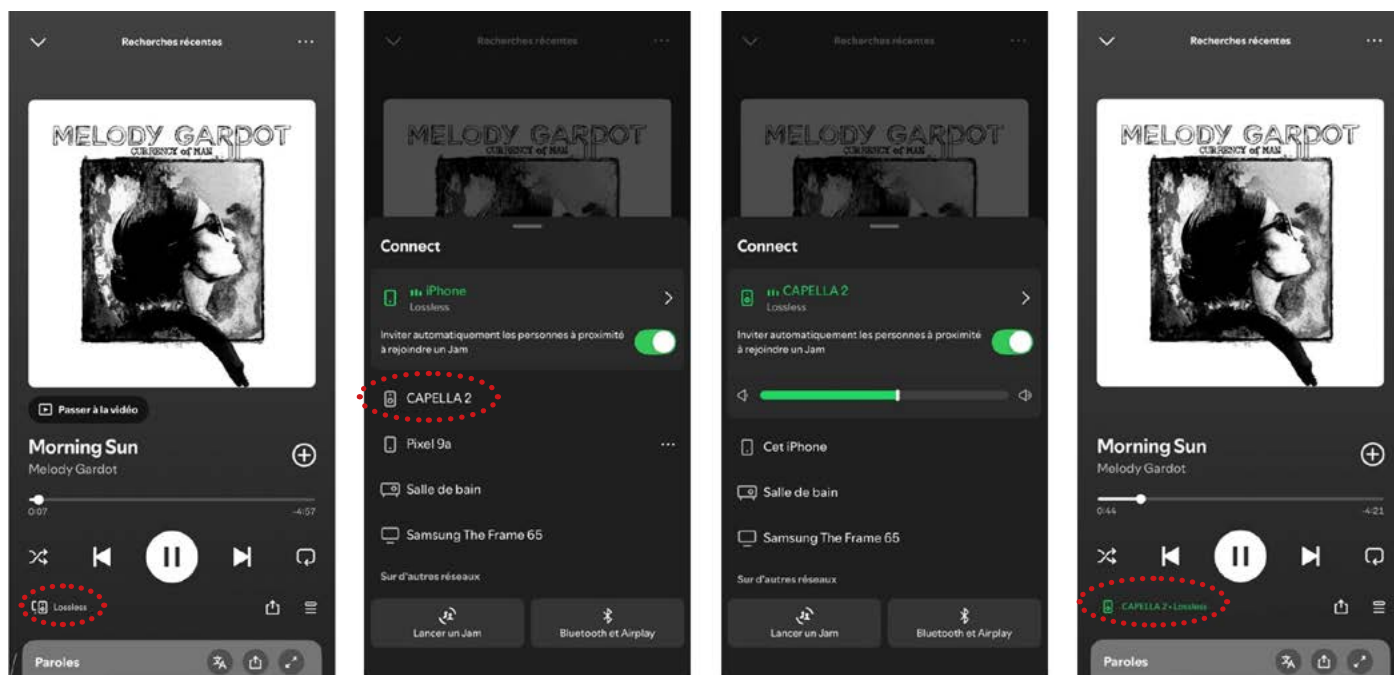 Recherches récentes
MELODY GARDOT
CURRENCY of MAN
Passer à la vidéo
Morning Sun
Melody Gardot
0:07
-4:57
Lossless
Paroles
Recherches récentes
MELODY GARDOT
CURRENCY of MAN
Connect
iPhone
Lossless
Inviter automatiquement les personnes à proximité
à rejoindre un Jam
CAPELLA 2
Pixel 9a
Salle de bain
Samsung The Frame 65
Sur d'autres réseaux
Lancer un Jam
Bluetooth et Airplay
Recherches récentes
MELODY GARDOT
CURRENCY of MAN
Connect
CAPELLA 2
Lossless
Inviter automatiquement les personnes à proximité
à rejoindre un Jam
Cet iPhone
Salle de bain
Samsung The Frame 65
Sur d'autres réseaux
Lancer un Jam
Bluetooth et Airplay
Recherches récentes
MELODY GARDOT
CURRENCY of MAN
Morning Sun
Melody Gardot
0:44
-4:21
CAPELLA 2 • Lossless
Paroles